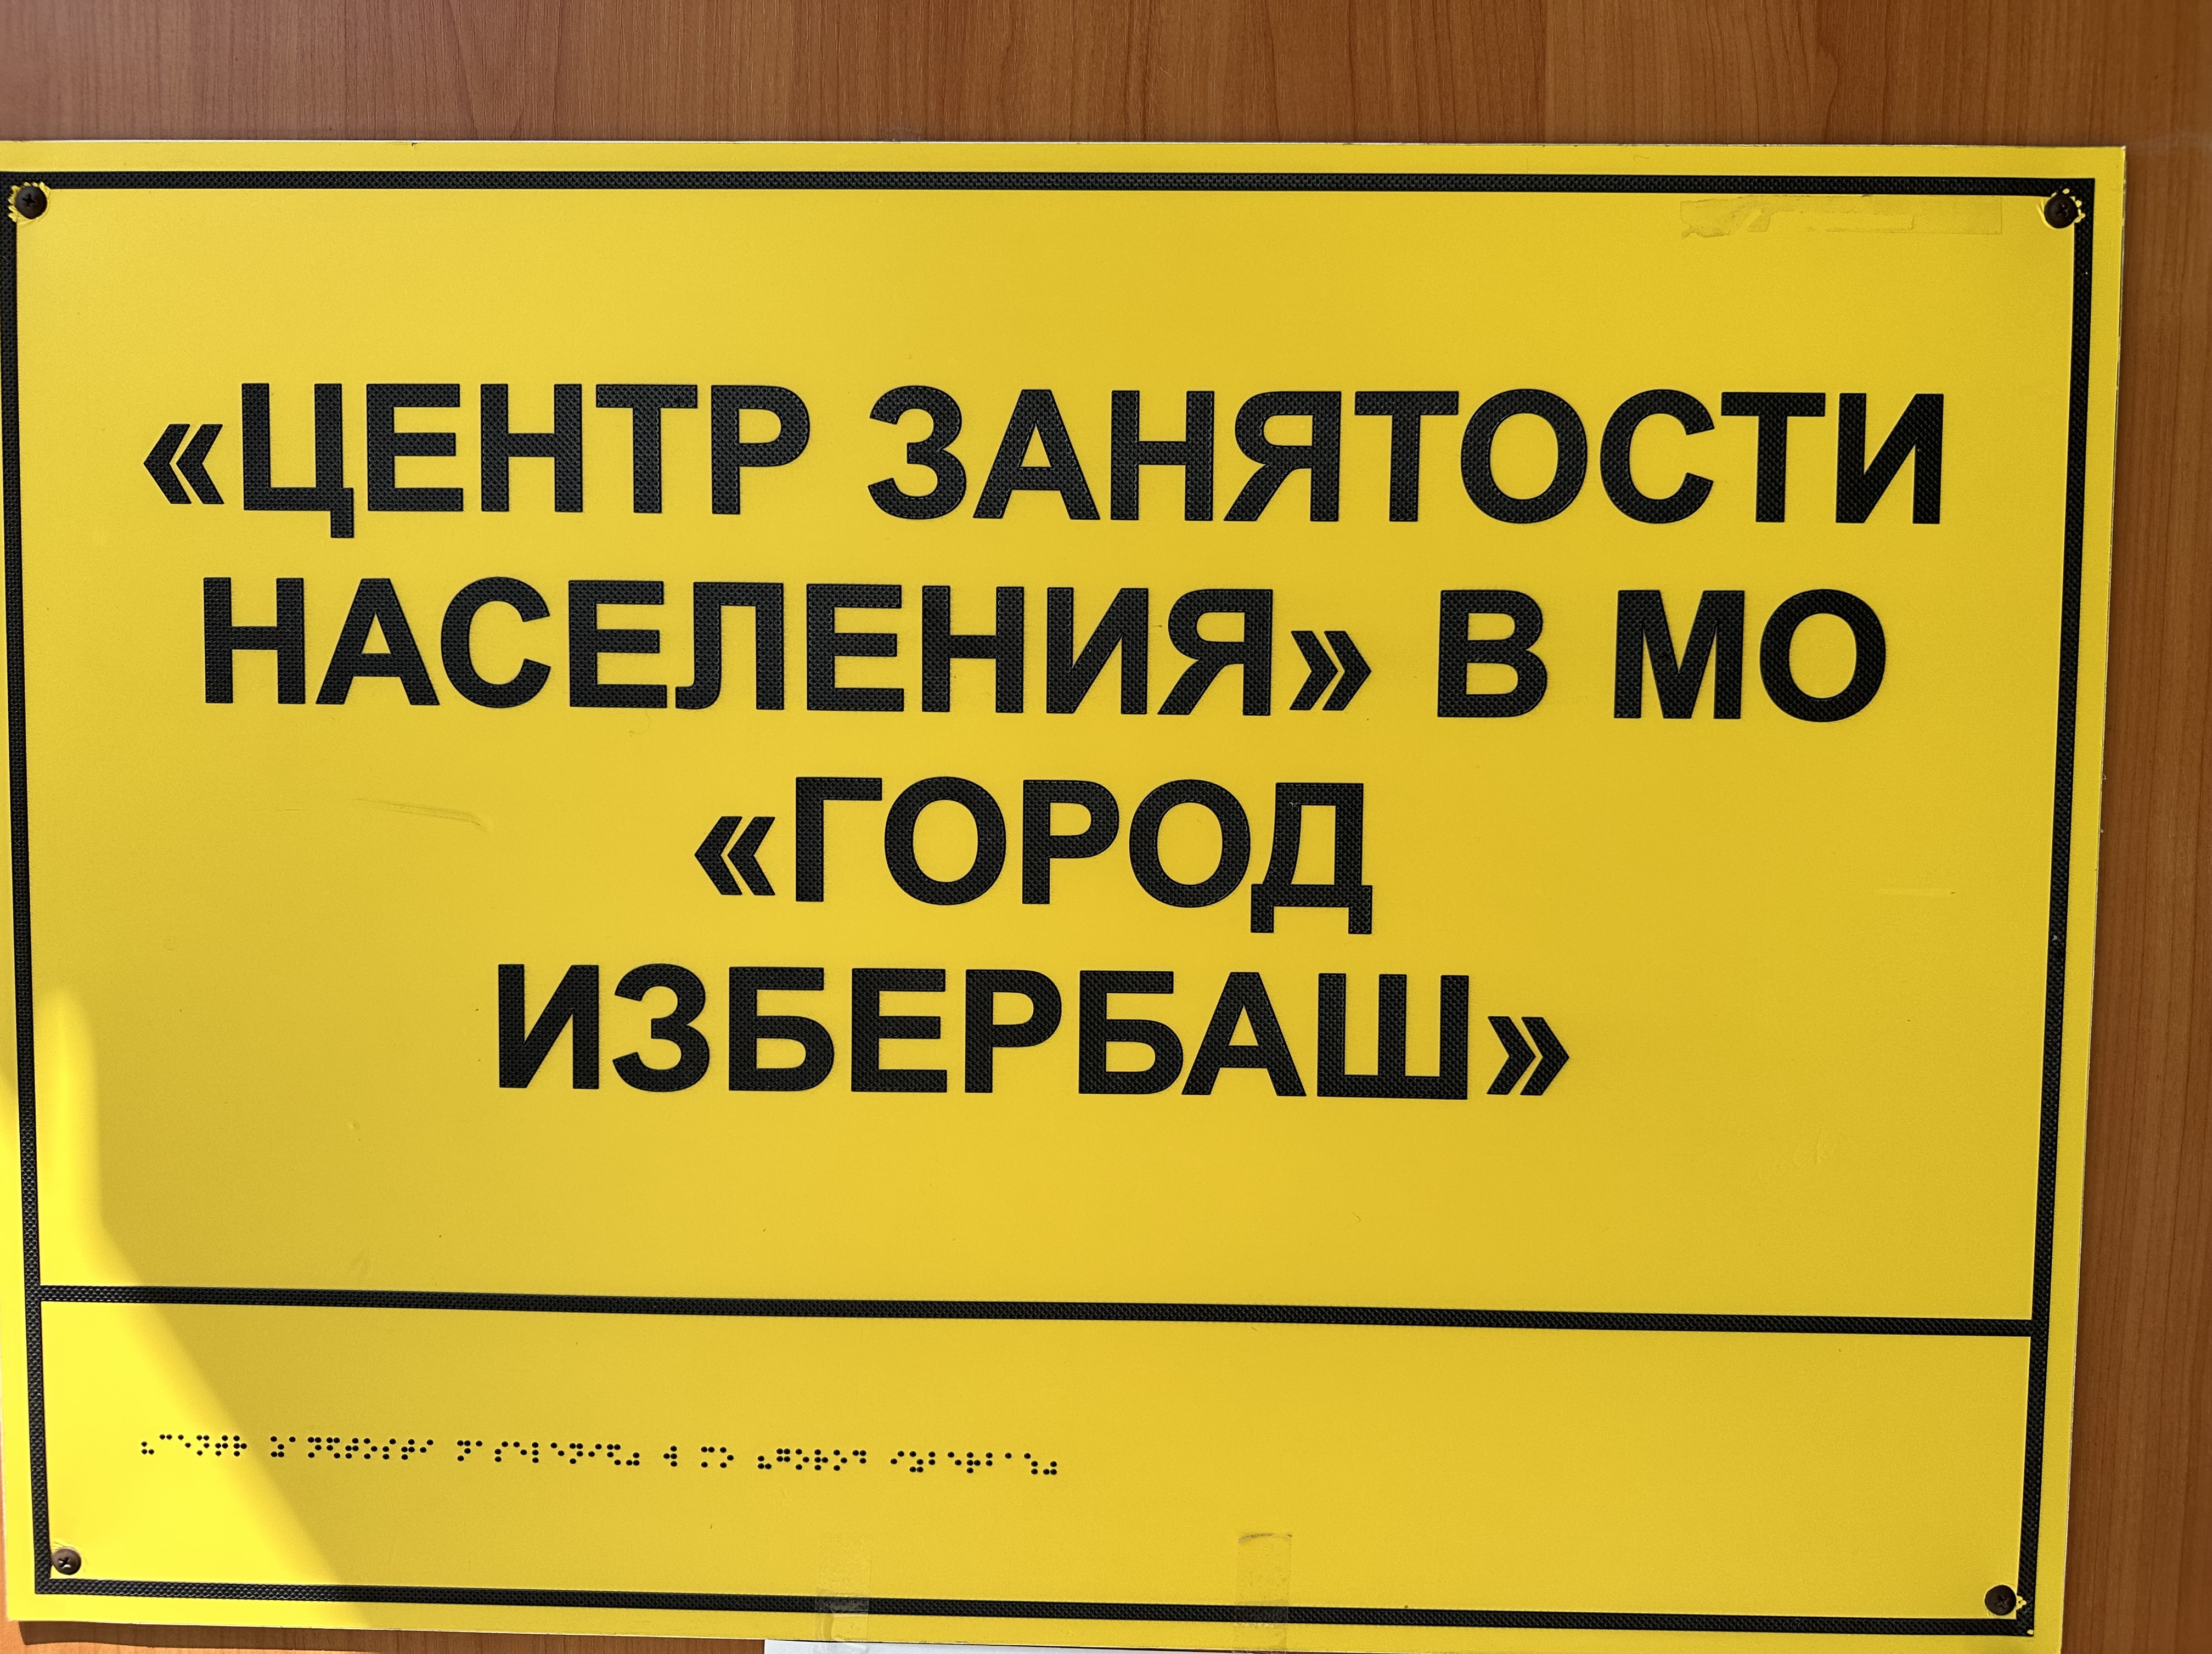 «ЦЕНТР ЗАНЯТОСТИ
НАСЕЛЕНИЯ» В МО
«ГОРОД
ИЗБЕРБАШ»
⠦⠉⠑⠝⠞⠗ ⠵⠁⠝⠫⠞⠕⠎⠞⠊ ⠝⠁⠎⠑⠇⠑⠝⠊⠫⠴ ⠺ ⠍⠕ ⠦⠛⠕⠗⠕⠙ ⠊⠵⠃⠑⠗⠃⠁⠱⠴